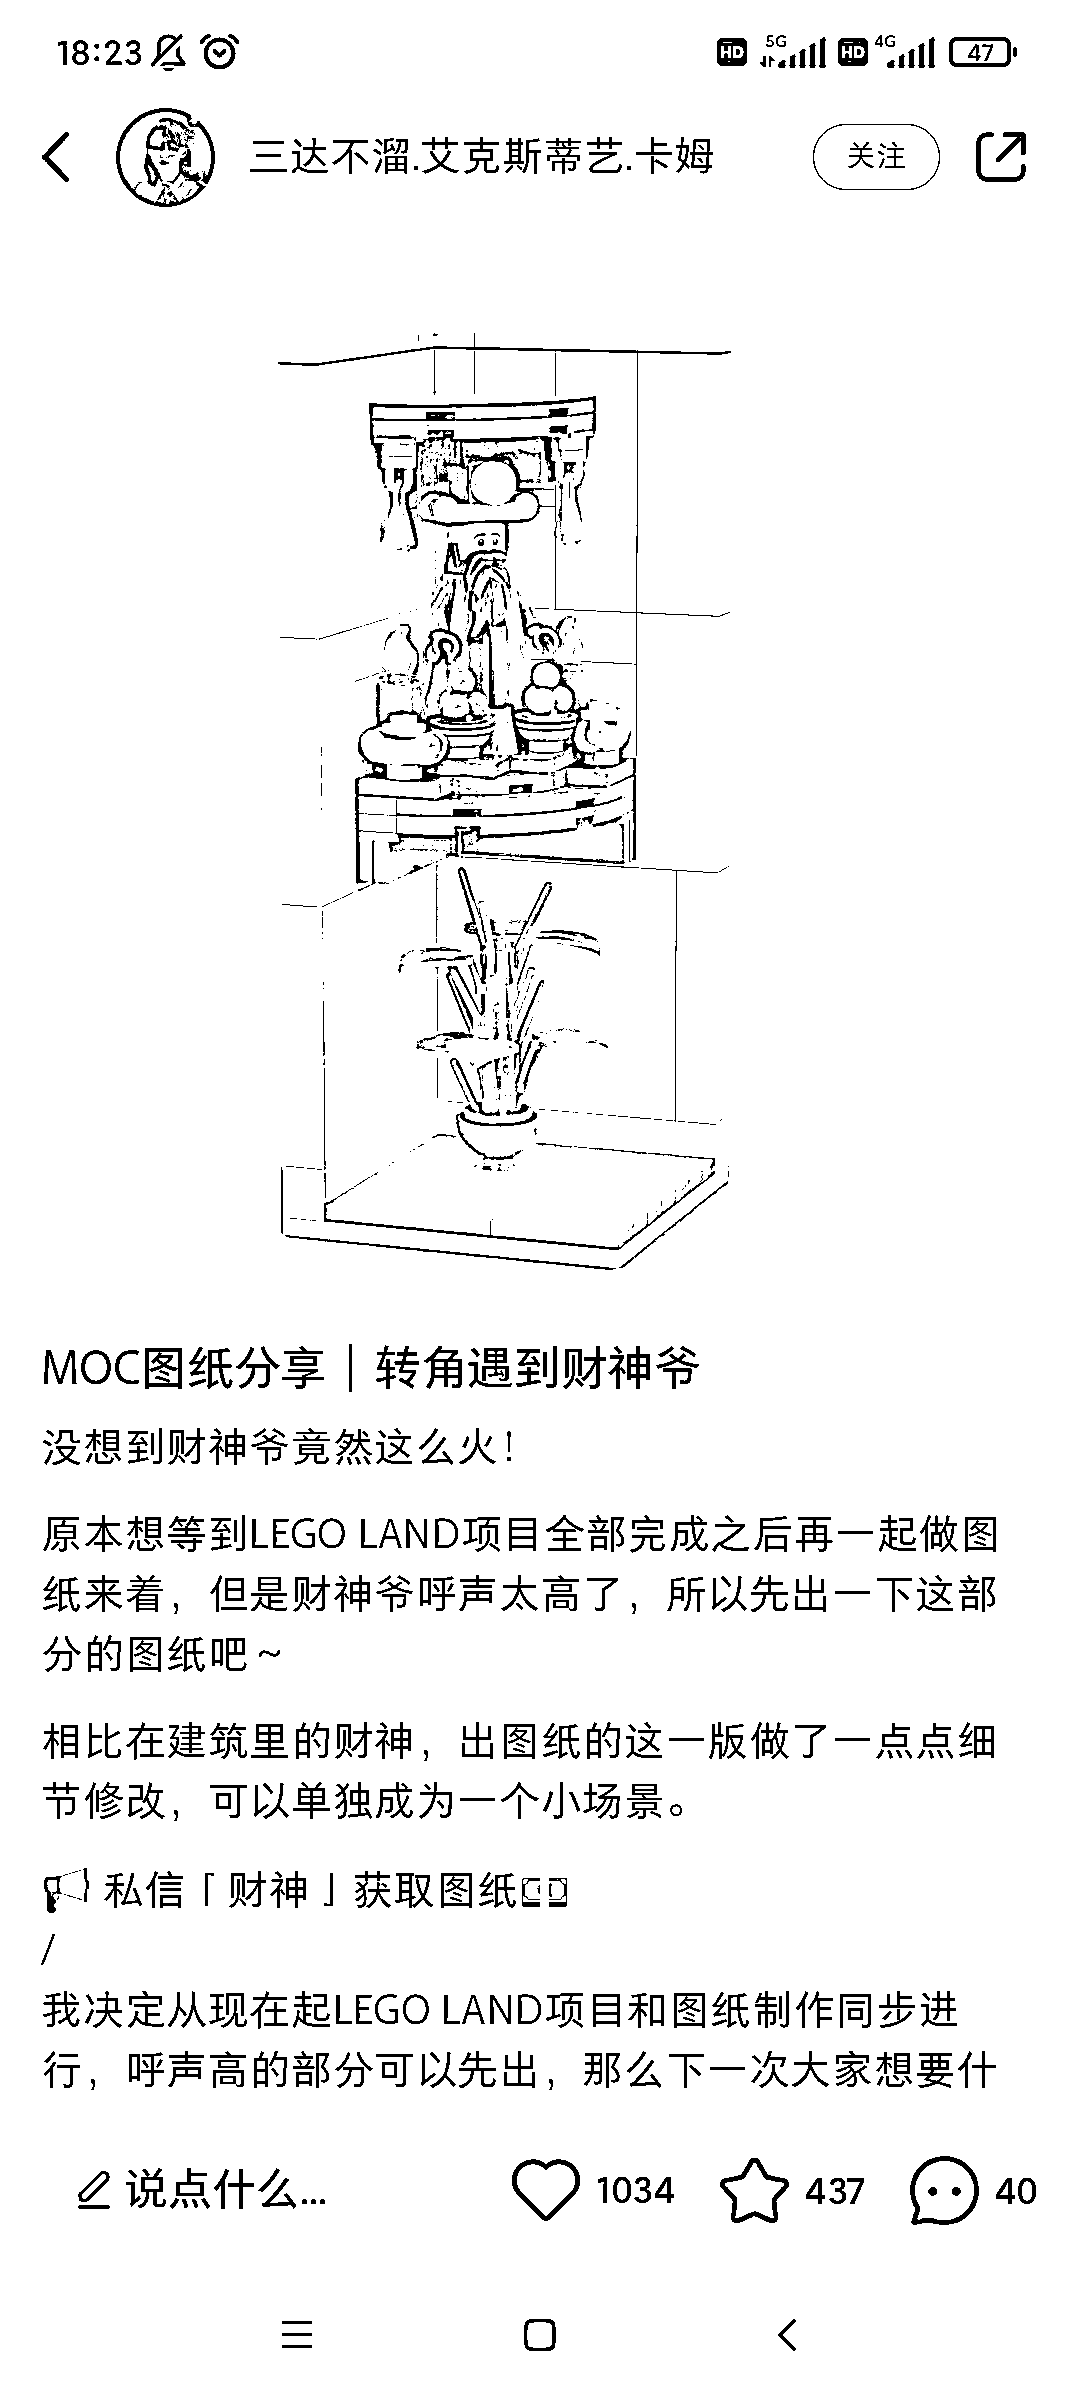 18:23 HD 5G HD 4G 47
三达不溜.艾克斯蒂艺.卡姆 关注
MOC图纸分享｜转角遇到财神爷
没想到财神爷竟然这么火！
原本想等到LEGO LAND项目全部完成之后再一起做图
纸来着，但是财神爷呼声太高了，所以先出一下这部
分的图纸吧～
相比在建筑里的财神，出图纸的这一版做了一点点细
节修改，可以单独成为一个小场景。
私信「财神」获取图纸
/
我决定从现在起LEGO LAND项目和图纸制作同步进
行，呼声高的部分可以先出，那么下一次大家想要什
说点什么... 1034 437 40